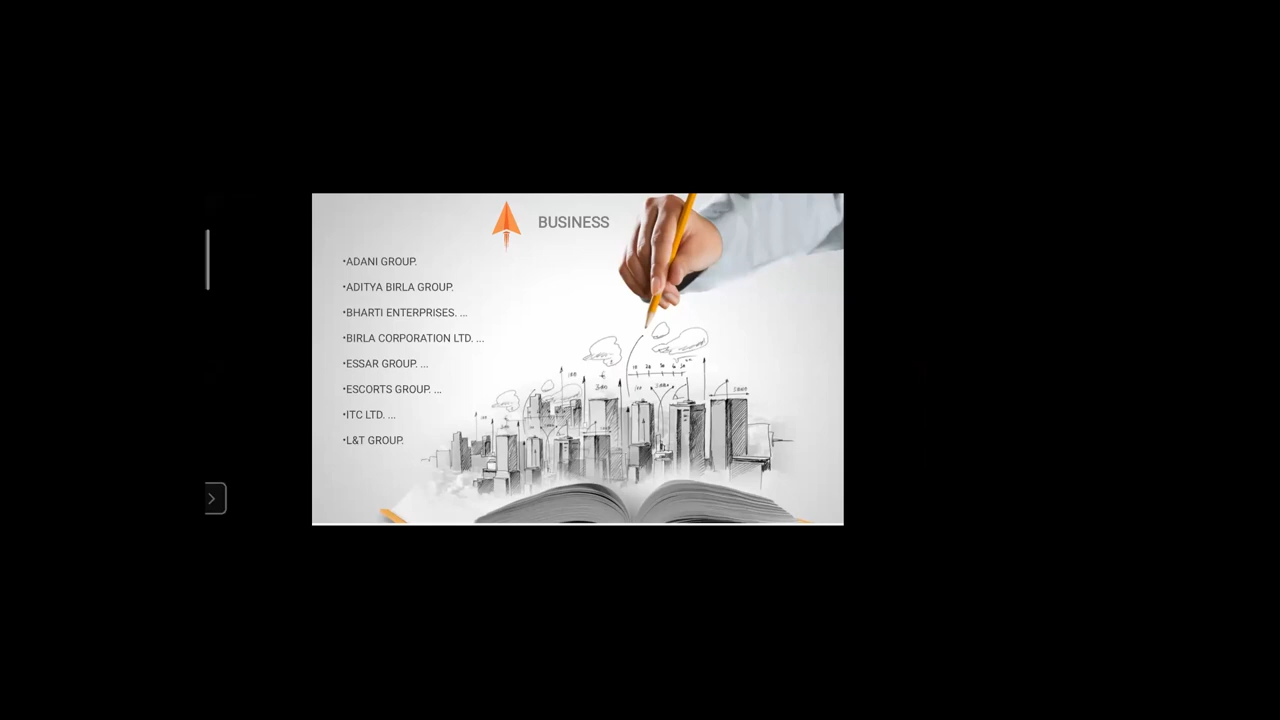 BUSINESS
•ADANI GROUP.
•ADITYA BIRLA GROUP.
•BHARTI ENTERPRISES. ...
•BIRLA CORPORATION LTD. ...
•ESSAR GROUP. ...
•ESCORTS GROUP. ...
•ITC LTD. ...
•L&T GROUP.